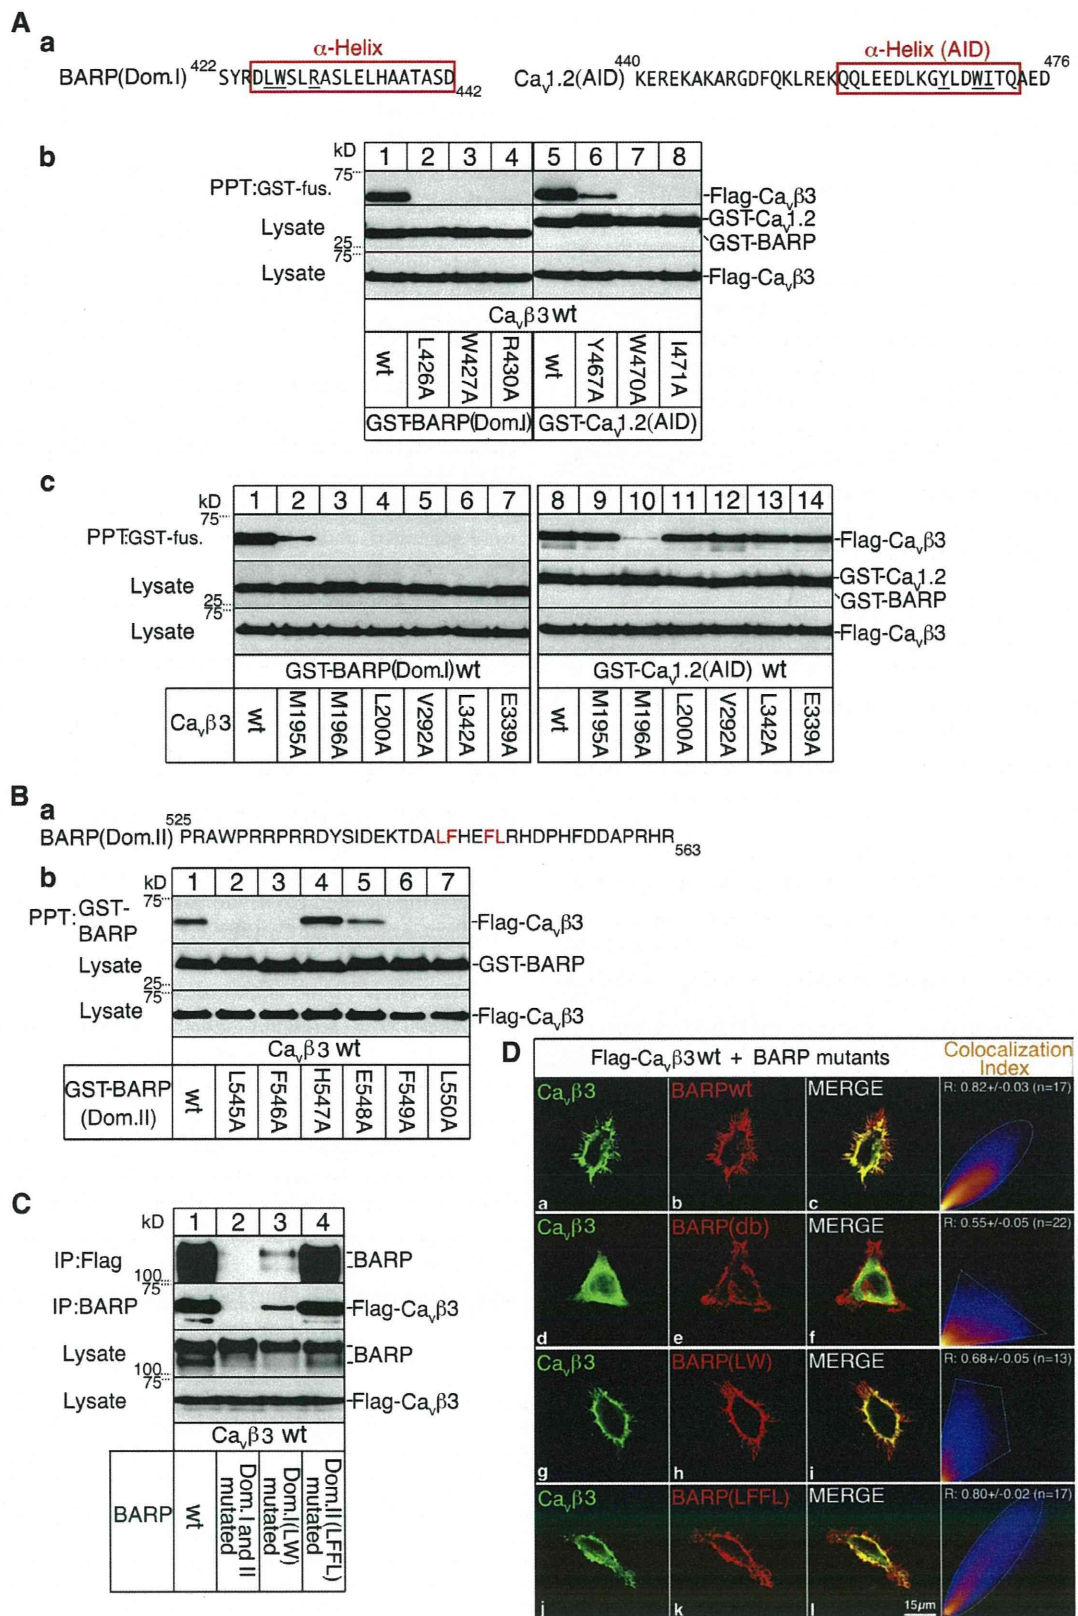 A
a
α-Helix
BARP(Dom.I) 422 SYRDLWSLRASLELHAATASD 442
α-Helix (AID)
Cav1.2(AID) 440 KEREKAKARGDFQKLREKQQLEEDLKGYLDWITQAED 476
b
kD 1 2 3 4 5 6 7 8
75
PPT:GST-fus. -Flag-Cavβ3
Lysate -GST-Cav1.2
25 GST-BARP
75
Lysate -Flag-Cavβ3
Cavβ3 wt
wt L426A W427A R430A wt Y467A W470A I471A
GST-BARP(Dom.I) GST-Cav1.2(AID)
c
kD 1 2 3 4 5 6 7 8 9 10 11 12 13 14
75
PPT:GST-fus. -Flag-Cavβ3
Lysate -GST-Cav1.2
25 GST-BARP
75
Lysate -Flag-Cavβ3
GST-BARP(Dom.I) wt GST-Cav1.2(AID) wt
Cavβ3 wt M195A M196A L200A V292A L342A E339A wt M195A M196A L200A V292A L342A E339A
B
a
BARP(Dom.II) 525 PRAWPRRPRRDYSIDEKTDALFHEFLRHDPHFDDAPRHR 563
b
kD 1 2 3 4 5 6 7
75
PPT: GST-BARP -Flag-Cavβ3
Lysate -GST-BARP
25
75
Lysate -Flag-Cavβ3
Cavβ3 wt
GST-BARP (Dom.II) wt L545A F546A H547A E548A F549A L550A
C
kD 1 2 3 4
IP:Flag -BARP
100
75
IP:BARP -Flag-Cavβ3
Lysate -BARP
100
75
Lysate -Flag-Cavβ3
Cavβ3 wt
BARP wt Dom.I and II mutated Dom.I(LW) mutated Dom.II(LFFL) mutated
D
Flag-Cavβ3wt + BARP mutants Colocalization Index
Cavβ3 BARPwt MERGE R: 0.82+/-0.03 (n=17)
a b c
Cavβ3 BARP(db) MERGE R: 0.55+/-0.05 (n=22)
d e f
Cavβ3 BARP(LW) MERGE R: 0.68+/-0.05 (n=13)
g h i
Cavβ3 BARP(LFFL) MERGE R: 0.80+/-0.02 (n=17)
j k l 15µm